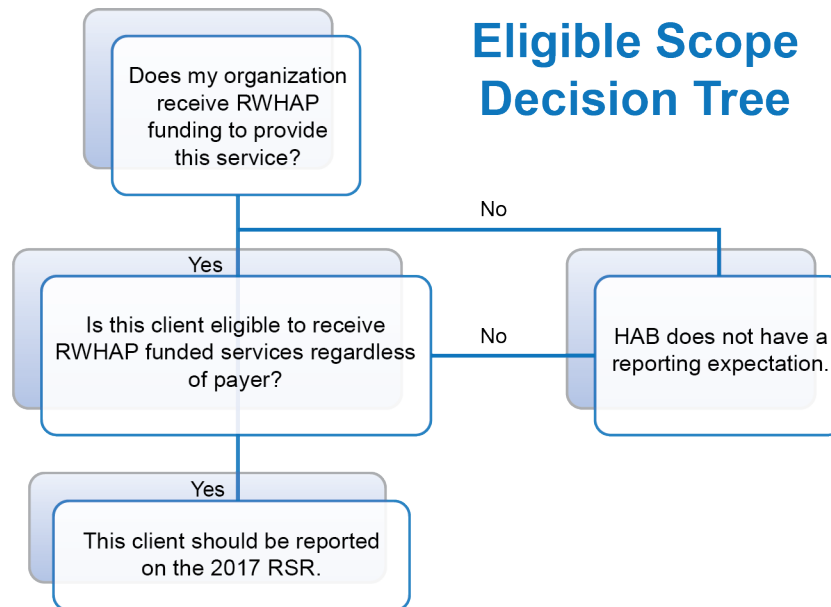 Eligible Scope
Decision Tree
Does my organization
receive RWHAP
funding to provide
this service?
No
Yes
Is this client eligible to receive
RWHAP funded services regardless
of payer?
No
HAB does not have a
reporting expectation.
Yes
This client should be reported
on the 2017 RSR.